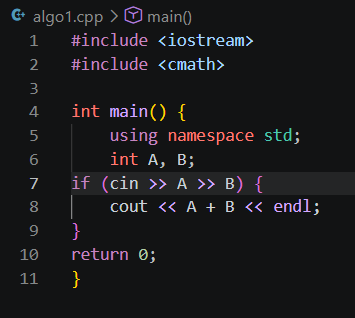 algo1.cpp > main()
1 #include <iostream>
2 #include <cmath>
3
4 int main() {
5     using namespace std;
6     int A, B;
7 if (cin >> A >> B) {
8     cout << A + B << endl;
9 }
10 return 0;
11 }